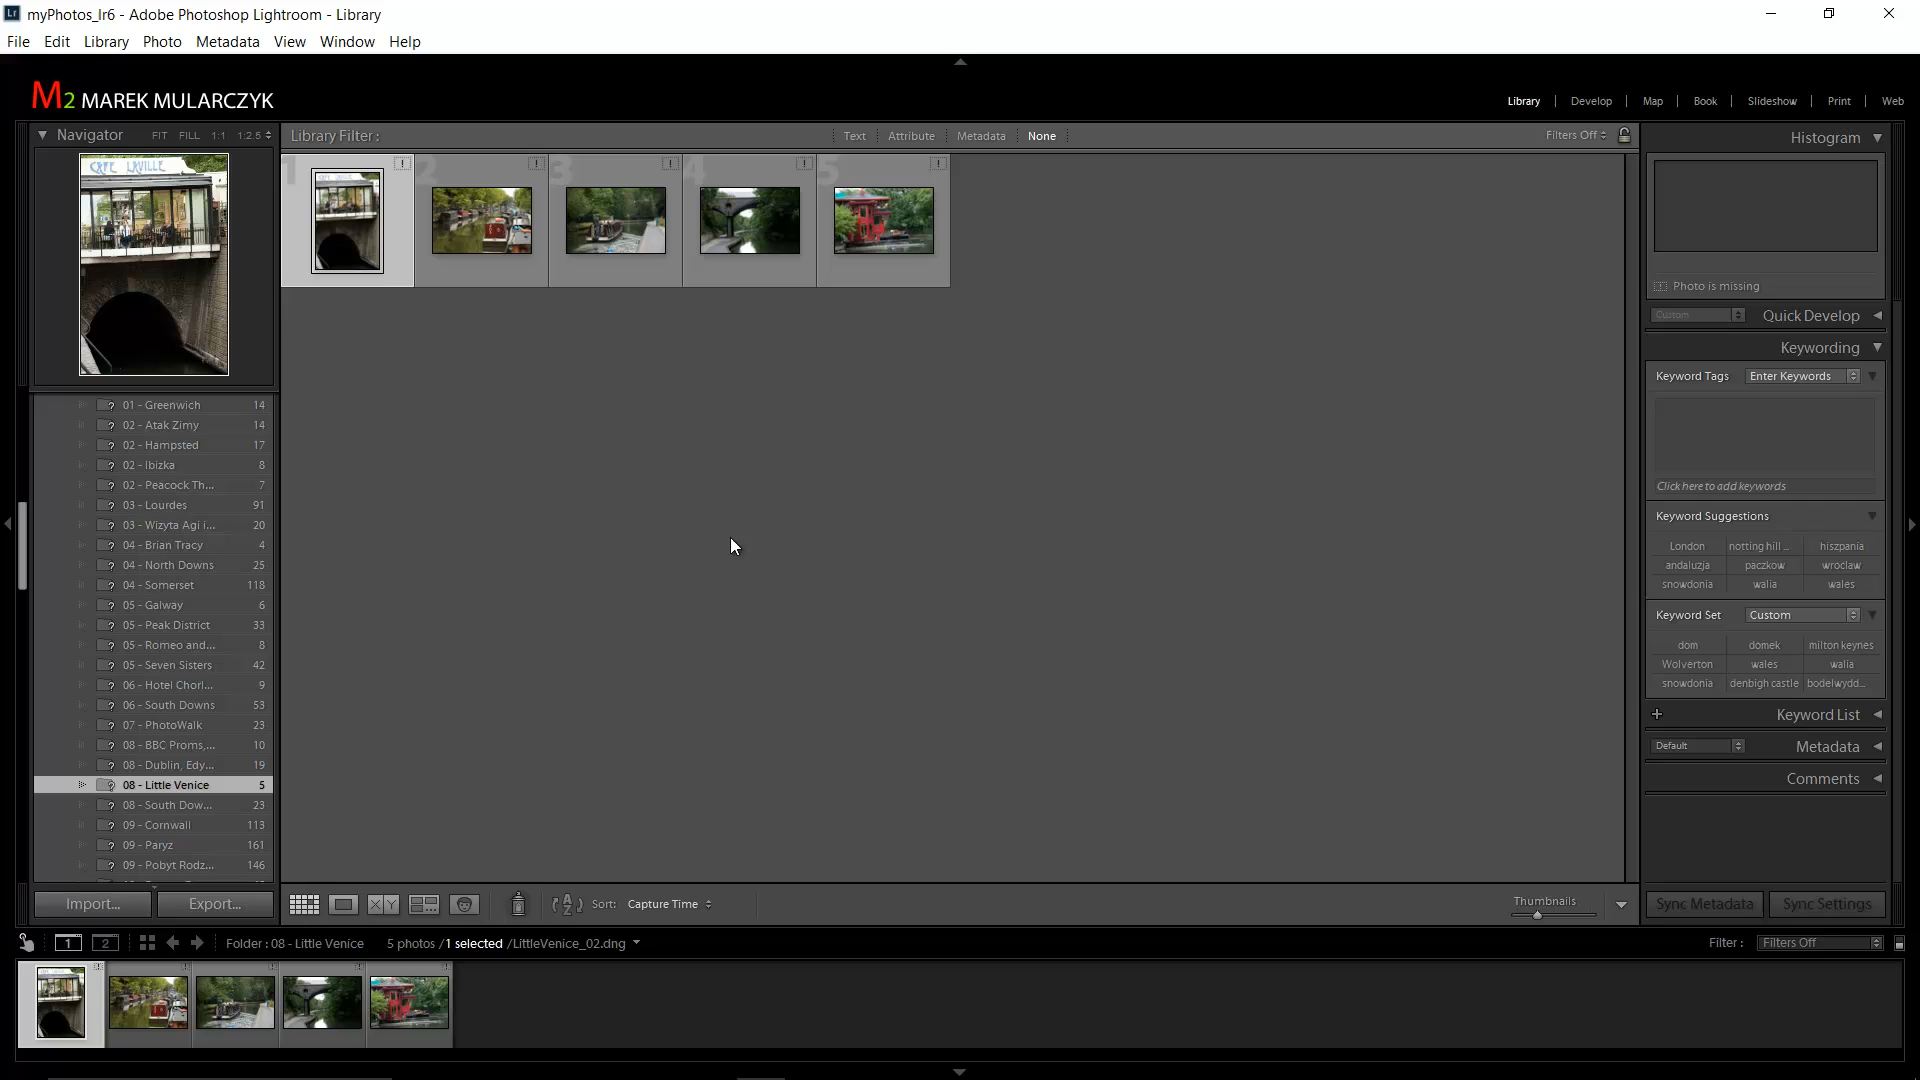 Lr myPhotos_lr6 - Adobe Photoshop Lightroom - Library
File Edit Library Photo Metadata View Window Help
M2 MAREK MULARCZYK
Library Develop Map Book Slideshow Print Web
Navigator FIT FILL 1:1 1:2.5
Library Filter : Text Attribute Metadata None Filters Off
Histogram
1 2 3 4 5
CAFE LAVILLE
Photo is missing
Custom Quick Develop
Keywording
Keyword Tags Enter Keywords
Click here to add keywords
Keyword Suggestions
London notting hill ... hiszpania
andaluzja paczkow wroclaw
snowdonia walia wales
Keyword Set Custom
dom domek milton keynes
Wolverton wales walia
snowdonia denbigh castle bodelwydd...
Keyword List
Default Metadata
Comments
01 - Greenwich 14
02 - Atak Zimy 14
02 - Hampsted 17
02 - Ibizka 8
02 - Peacock Th... 7
03 - Lourdes 91
03 - Wizyta Agi i... 20
04 - Brian Tracy 4
04 - North Downs 25
04 - Somerset 118
05 - Galway 6
05 - Peak District 33
05 - Romeo and... 8
05 - Seven Sisters 42
06 - Hotel Chorl... 9
06 - South Downs 53
07 - PhotoWalk 23
08 - BBC Proms,... 10
08 - Dublin, Edy... 19
08 - Little Venice 5
08 - South Dow... 23
09 - Cornwall 113
09 - Paryz 161
09 - Pobyt Rodz... 146
Import... Export...
XY Sort: Capture Time Thumbnails
Sync Metadata Sync Settings
1 2 Folder : 08 - Little Venice 5 photos / 1 selected / LittleVenice_02.dng Filter : Filters Off